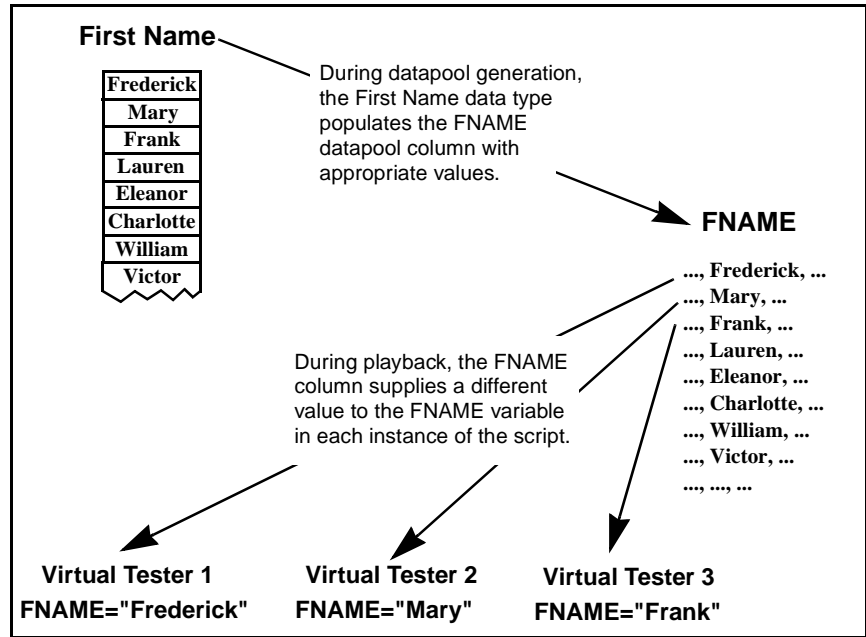 First Name
Frederick
Mary
Frank
Lauren
Eleanor
Charlotte
William
Victor
During datapool generation,
the First Name data type
populates the FNAME
datapool column with
appropriate values.
FNAME
..., Frederick, ...
..., Mary, ...
..., Frank, ...
..., Lauren, ...
..., Eleanor, ...
..., Charlotte, ...
..., William, ...
..., Victor, ...
..., ..., ...
During playback, the FNAME
column supplies a different
value to the FNAME variable
in each instance of the script.
Virtual Tester 1
FNAME="Frederick"
Virtual Tester 2
FNAME="Mary"
Virtual Tester 3
FNAME="Frank"